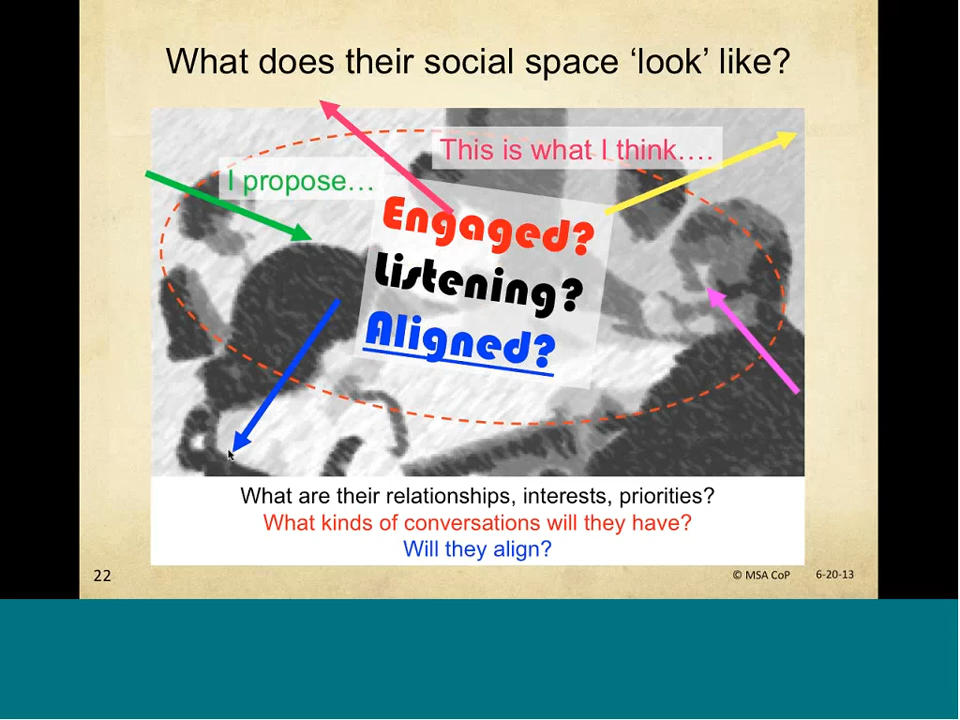 What does their social space ‘look’ like?
This is what I think….
I propose…
Engaged?
Listening?
Aligned?
What are their relationships, interests, priorities?
What kinds of conversations will they have?
Will they align?
22
© MSA CoP
6-20-13